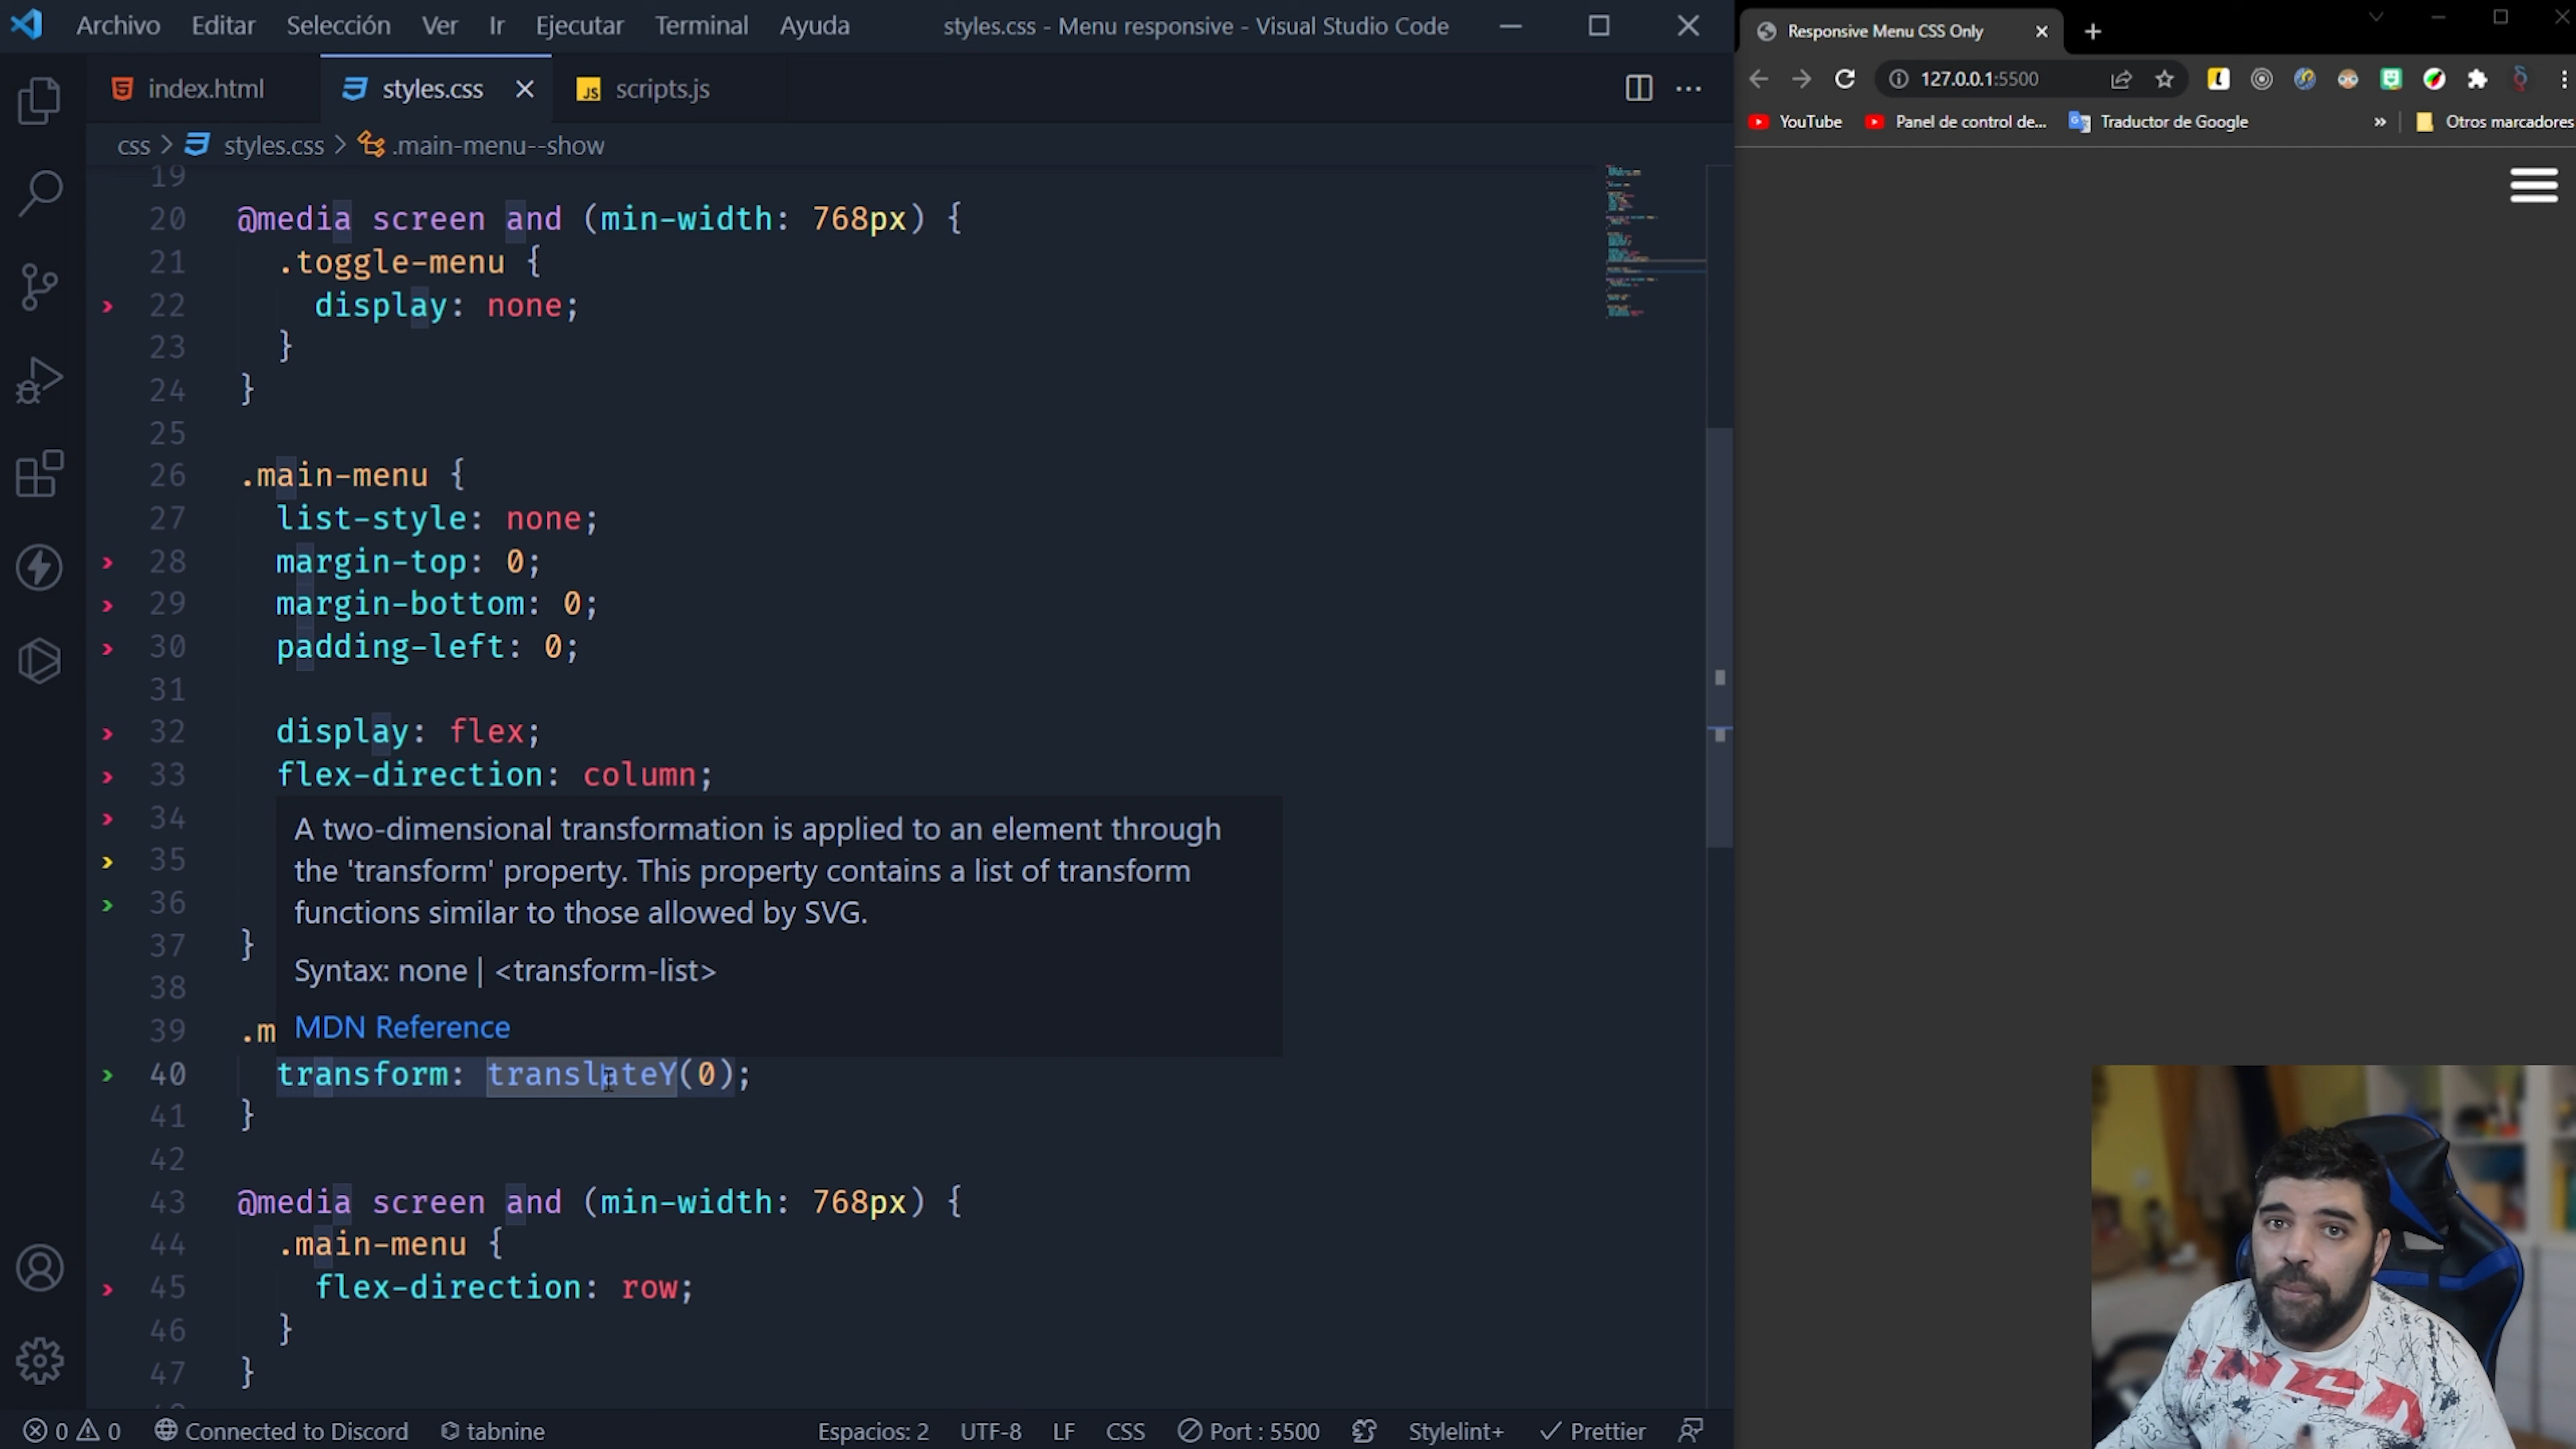 Archivo Editar Selección Ver Ir Ejecutar Terminal Ayuda styles.css - Menu responsive - Visual Studio Code
index.html styles.css JS scripts.js
css > styles.css > .main-menu--show
19
20 @media screen and (min-width: 768px) {
21 .toggle-menu {
22 display: none;
23 }
24 }
25
26 .main-menu {
27 list-style: none;
28 margin-top: 0;
29 margin-bottom: 0;
30 padding-left: 0;
31
32 display: flex;
33 flex-direction: column;
34
35
36
37 }
38
39 .m
A two-dimensional transformation is applied to an element through
the 'transform' property. This property contains a list of transform
functions similar to those allowed by SVG.
Syntax: none | <transform-list>
MDN Reference
40 transform: translateY(0);
41 }
42
43 @media screen and (min-width: 768px) {
44 .main-menu {
45 flex-direction: row;
46 }
47 }
0 0 Connected to Discord tabnine Espacios: 2 UTF-8 LF CSS Port : 5500 Stylelint+ Prettier
Responsive Menu CSS Only
127.0.0.1:5500
YouTube Panel de control de... Traductor de Google » Otros marcadores